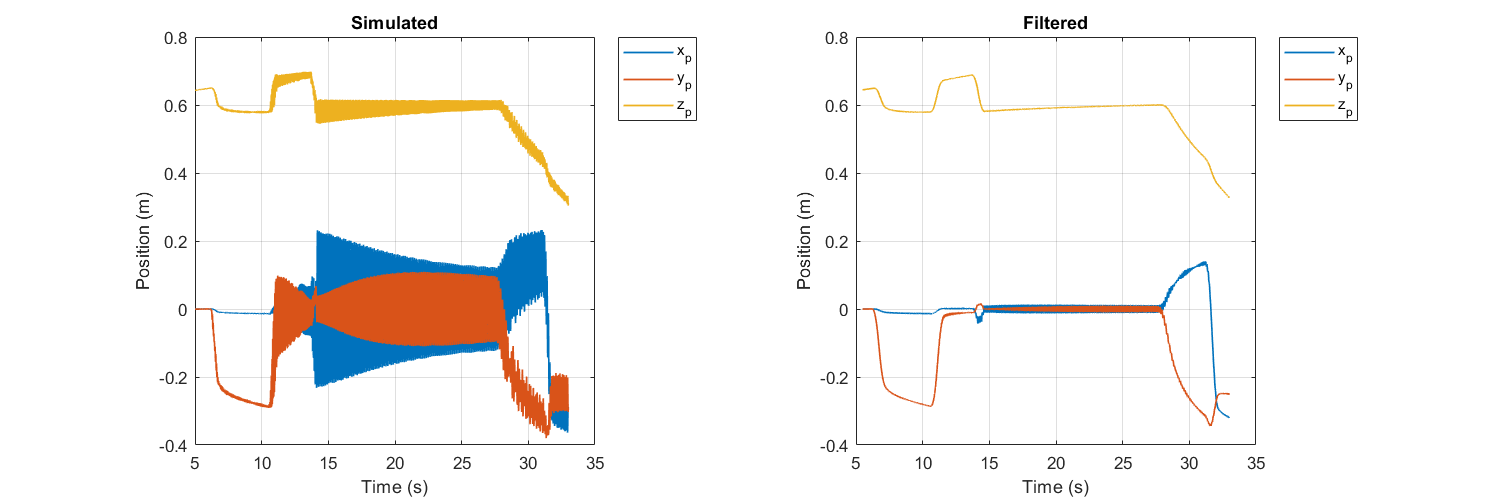 Simulated
0.8
0.6
0.4
0.2
0
-0.2
-0.4
Position (m)
5 10 15 20 25 30 35
Time (s)
x_p
y_p
z_p
Filtered
0.8
0.6
0.4
0.2
0
-0.2
-0.4
Position (m)
5 10 15 20 25 30 35
Time (s)
x_p
y_p
z_p